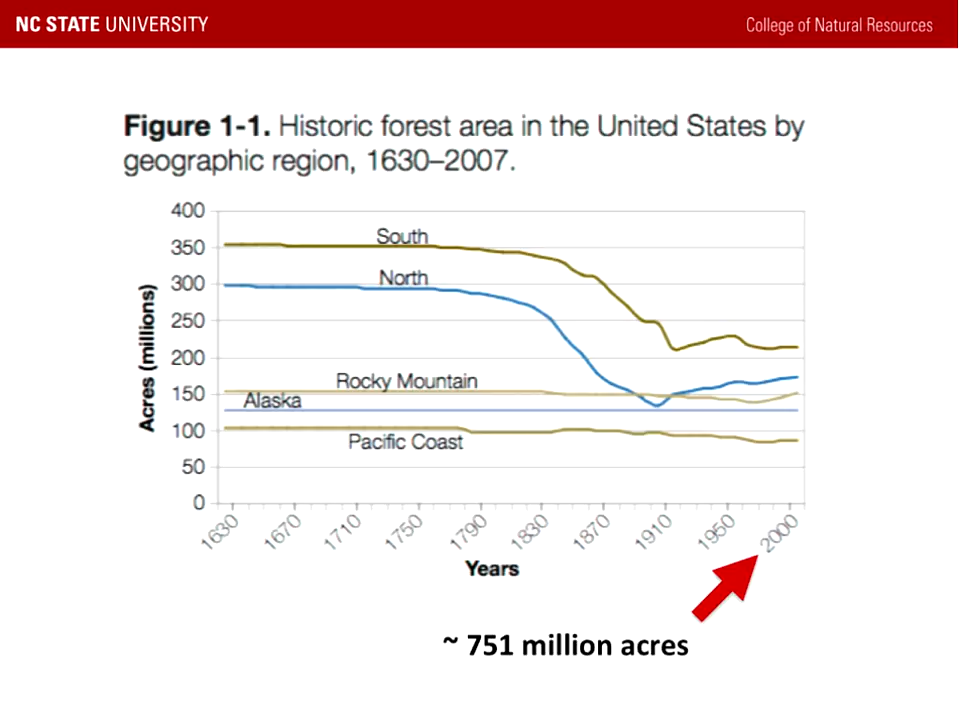 NC STATE UNIVERSITY
College of Natural Resources
Figure 1-1. Historic forest area in the United States by
geographic region, 1630–2007.
400
350
300
250
200
150
100
50
0
Acres (millions)
South
North
Rocky Mountain
Alaska
Pacific Coast
1630
1670
1710
1750
1790
1830
1870
1910
1950
2000
Years
~ 751 million acres